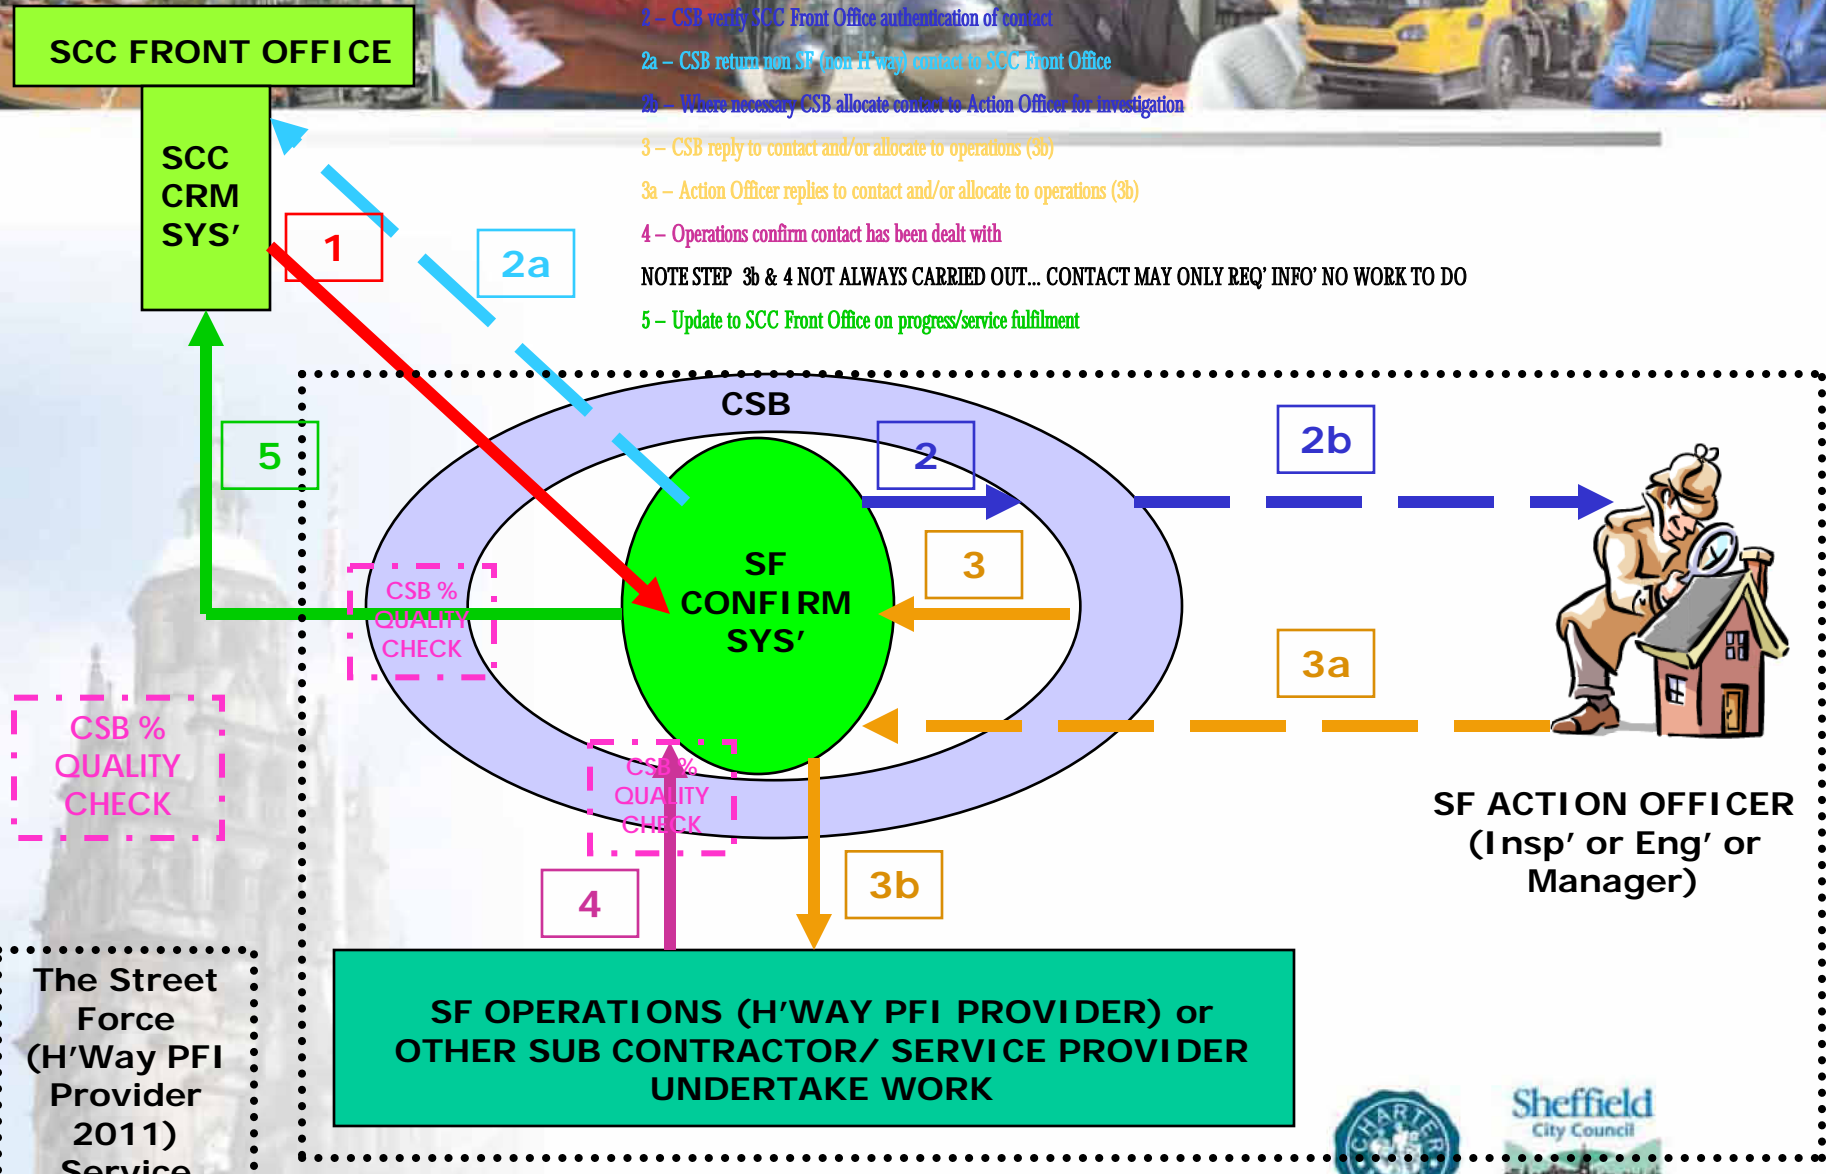 SCC FRONT OFFICE
SCC
CRM
SYS’
2 – CSB verify SCC Front Office authentication of contact
2a – CSB return non SF (non H'way) contact to SCC Front Office
2b – Where necessary CSB allocate contact to Action Officer for investigation
3 – CSB reply to contact and/or allocate to operations (3b)
3a – Action Officer replies to contact and/or allocate to operations (3b)
4 – Operations confirm contact has been dealt with
NOTE STEP 3b & 4 NOT ALWAYS CARRIED OUT... CONTACT MAY ONLY REQ' INFO' NO WORK TO DO
5 – Update to SCC Front Office on progress/service fulfilment
1
2a
CSB
5
2
2b
SF
CONFIRM
SYS’
3
3a
CSB %
QUALITY
CHECK
CSB %
QUALITY
CHECK
CSB %
QUALITY
CHECK
4
3b
SF ACTION OFFICER
(Insp’ or Eng’ or
Manager)
The Street
Force
(H’Way PFI
Provider
2011)
Service
SF OPERATIONS (H’WAY PFI PROVIDER) or
OTHER SUB CONTRACTOR/ SERVICE PROVIDER
UNDERTAKE WORK
CHARTER
Sheffield
City Council